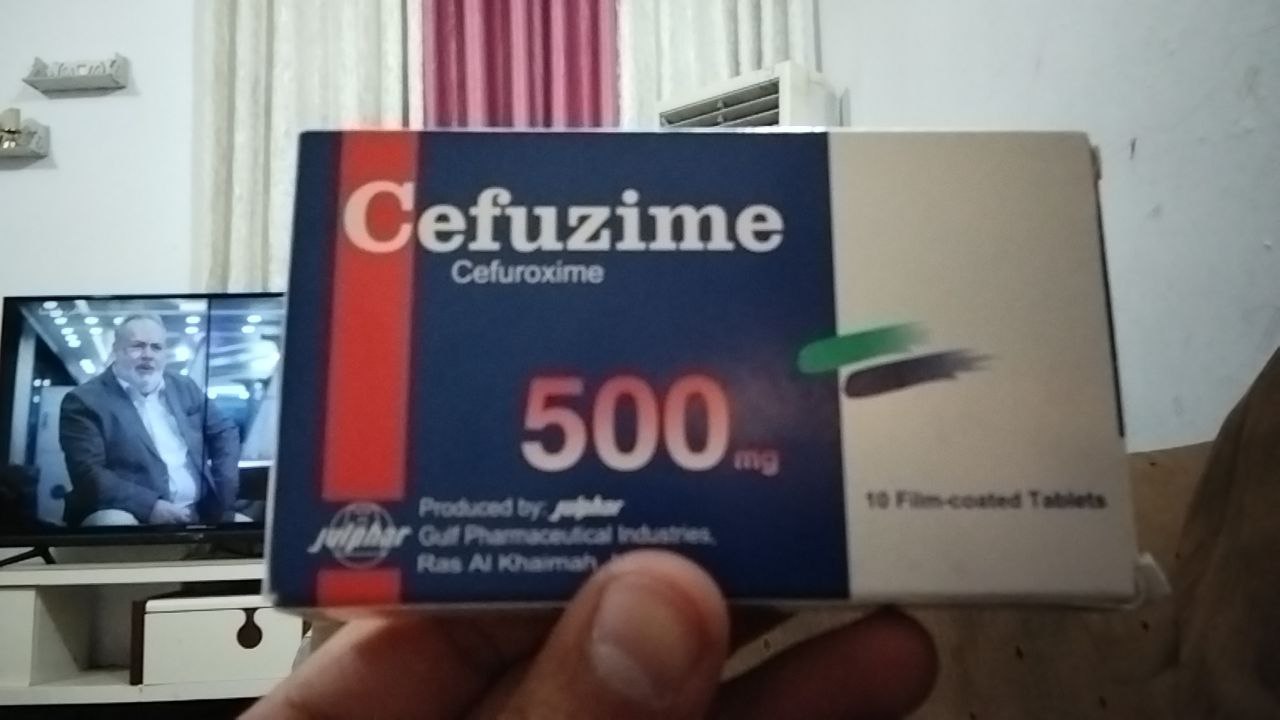 Cefuzime
Cefuroxime
500 mg
Produced by: julphar
Gulf Pharmaceutical Industries,
Ras Al Khaimah,
julphar
10 Film-coated Tablets